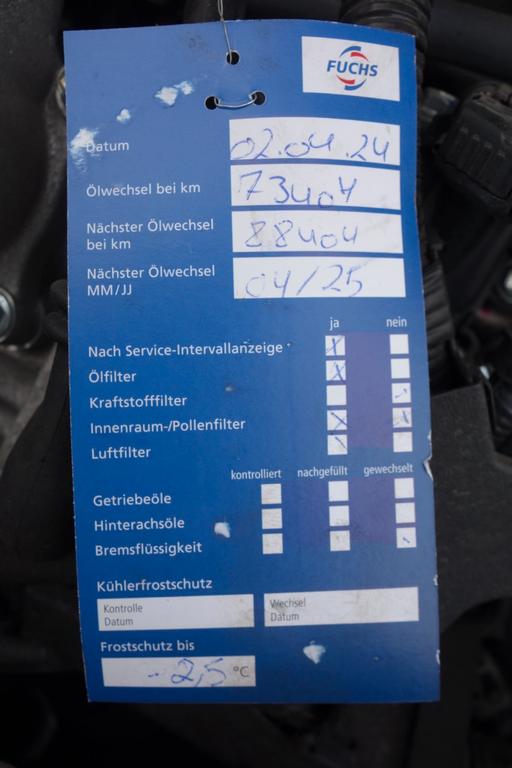 FUCHS
Datum 02.04.24
Ölwechsel bei km 73404
Nächster Ölwechsel
bei km 88404
Nächster Ölwechsel
MM/JJ 04/25
ja nein
Nach Service-Intervallanzeige
Ölfilter
Kraftstofffilter
Innenraum-/Pollenfilter
Luftfilter
kontrolliert nachgefüllt gewechselt
Getriebeöle
Hinterachsöle
Bremsflüssigkeit
Kühlerfrostschutz
Kontrolle Wechsel
Datum Datum
Frostschutz bis
-2,5 °C